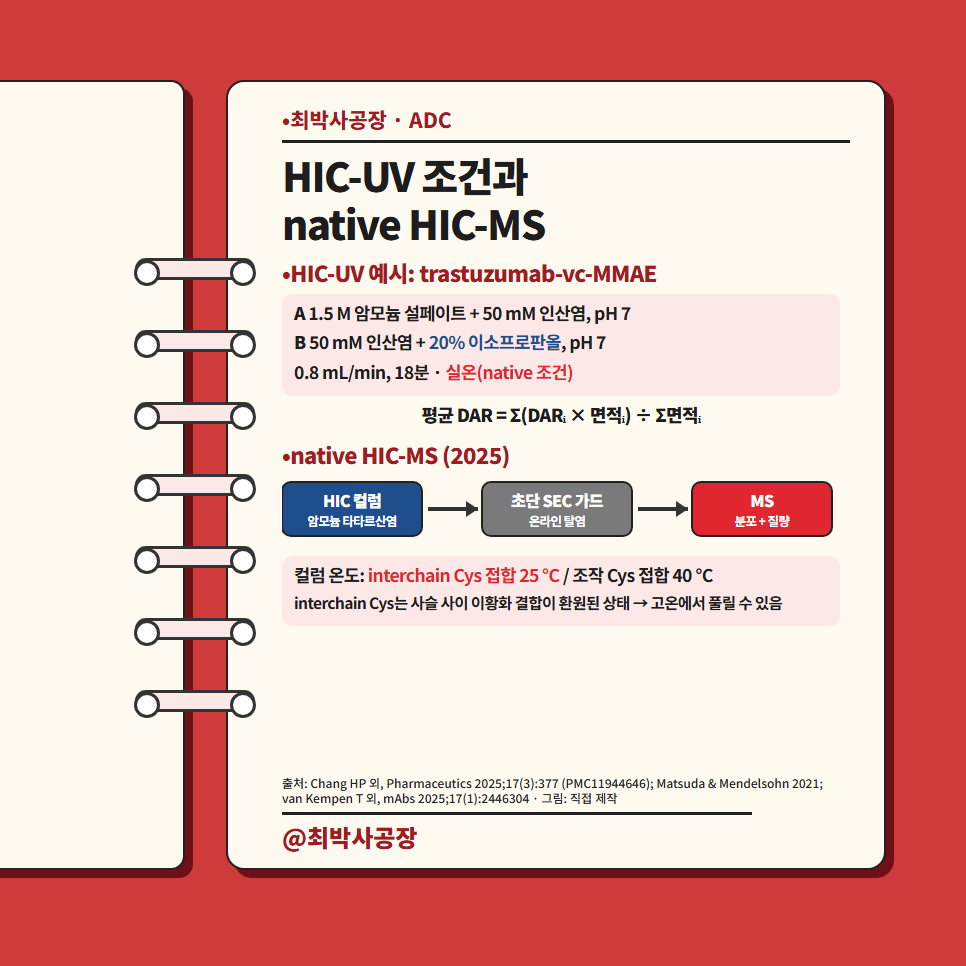 •최박사공장 · ADC
HIC-UV 조건과
native HIC-MS
•HIC-UV 예시: trastuzumab-vc-MMAE
A 1.5 M 암모늄 설페이트 + 50 mM 인산염, pH 7
B 50 mM 인산염 + 20% 이소프로판올, pH 7
0.8 mL/min, 18분 · 실온(native 조건)
평균 DAR = Σ(DARᵢ × 면적ᵢ) ÷ Σ면적ᵢ
•native HIC-MS (2025)
HIC 컬럼
암모늄 타타르산염
초단 SEC 가드
온라인 탈염
MS
분포 + 질량
컬럼 온도: interchain Cys 접합 25 °C / 조작 Cys 접합 40 °C
interchain Cys는 사슬 사이 이황화 결합이 환원된 상태 → 고온에서 풀릴 수 있음
출처: Chang HP 외, Pharmaceutics 2025;17(3):377 (PMC11944646); Matsuda & Mendelsohn 2021;
van Kempen T 외, mAbs 2025;17(1):2446304 · 그림: 직접 제작
@최박사공장